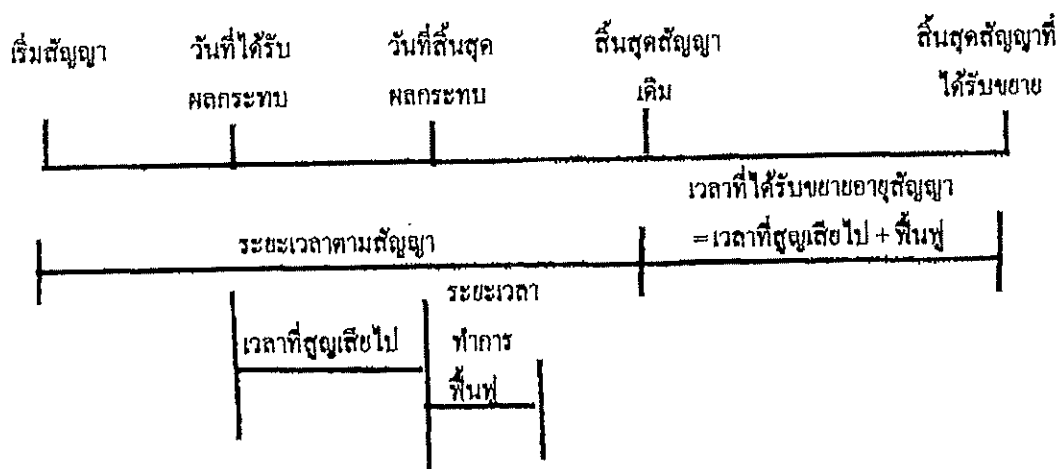 เริ่มสัญญา วันที่ได้รับ วันที่สิ้นสุด สิ้นสุดสัญญา สิ้นสุดสัญญาที่
ผลกระทบ ผลกระทบ เดิม ได้รับขยาย
เวลาที่ได้รับขยายอายุสัญญา
ระยะเวลาตามสัญญา =เวลาที่สูญเสียไป + ฟื้นฟู
ระยะเวลา
เวลาที่สูญเสียไป ทำการ
ฟื้นฟู